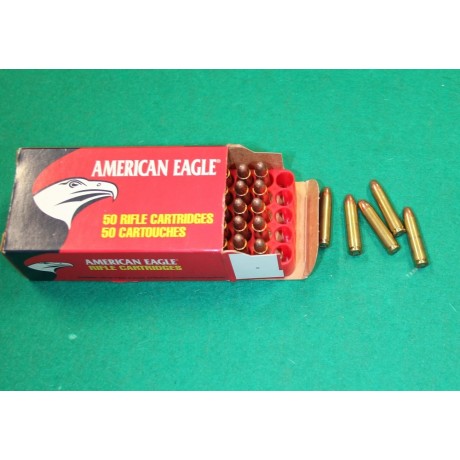 AMERICAN EAGLE®
50 RIFLE CARTRIDGES
50 CARTOUCHES
AMERICAN EAGLE®
RIFLE CARTRIDGES